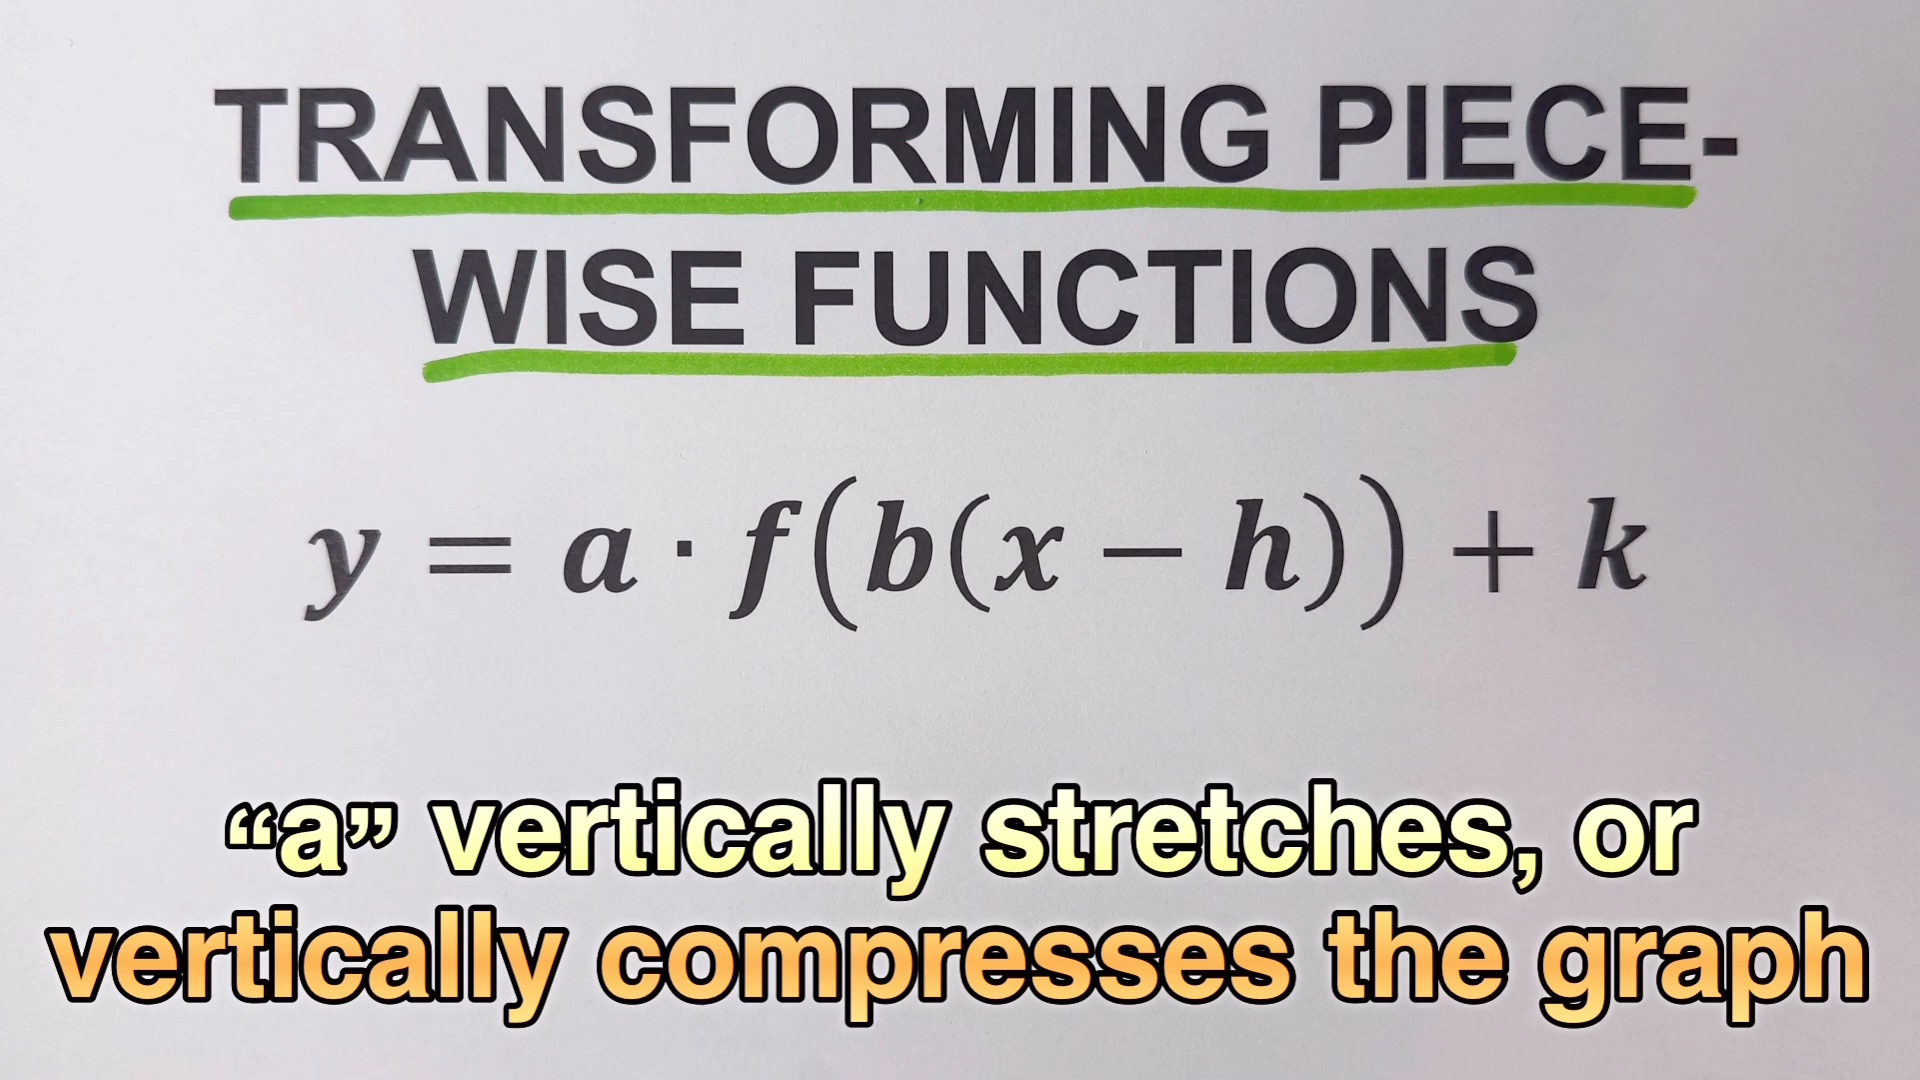 TRANSFORMING PIECE-
WISE FUNCTIONS
y = a · f(b(x − h)) + k
“a” vertically stretches, or
vertically compresses the graph